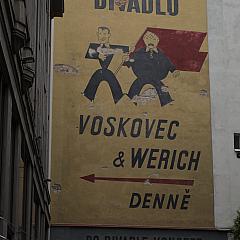 DIVADLO
VOSKOVEC
& WERICH
DENNĚ